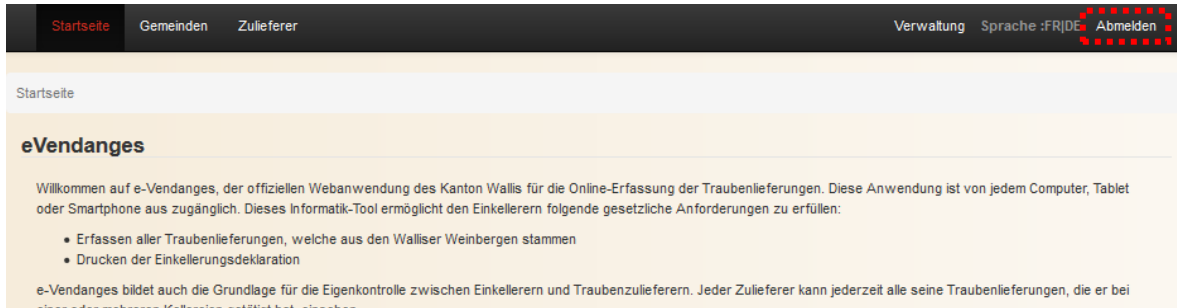 Startseite Gemeinden Zulieferer Verwaltung Sprache :FR|DE Abmelden
Startseite
eVendanges
Willkommen auf e-Vendanges, der offiziellen Webanwendung des Kanton Wallis für die Online-Erfassung der Traubenlieferungen. Diese Anwendung ist von jedem Computer, Tablet
oder Smartphone aus zugänglich. Dieses Informatik-Tool ermöglicht den Einkellerern folgende gesetzliche Anforderungen zu erfüllen:
• Erfassen aller Traubenlieferungen, welche aus den Walliser Weinbergen stammen
• Drucken der Einkellerungsdeklaration
e-Vendanges bildet auch die Grundlage für die Eigenkontrolle zwischen Einkellerern und Traubenzulieferern. Jeder Zulieferer kann jederzeit alle seine Traubenlieferungen, die er bei